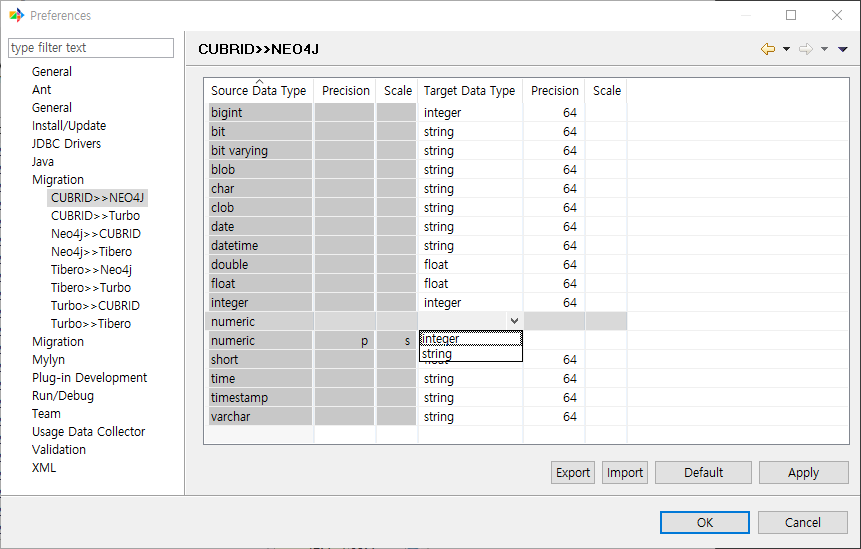 Preferences
type filter text
General
Ant
General
Install/Update
JDBC Drivers
Java
Migration
CUBRID>>NEO4J
CUBRID>>Turbo
Neo4j>>CUBRID
Neo4j>>Tibero
Tibero>>Neo4j
Tibero>>Turbo
Turbo>>CUBRID
Turbo>>Tibero
Migration
Mylyn
Plug-in Development
Run/Debug
Team
Usage Data Collector
Validation
XML
CUBRID>>NEO4J
Source Data Type Precision Scale Target Data Type Precision Scale
bigint integer 64
bit string 64
bit varying string 64
blob string 64
char string 64
clob string 64
date string 64
datetime string 64
double float 64
float float 64
integer integer 64
numeric
numeric p s integer
string
short float 64
time string 64
timestamp string 64
varchar string 64
Export Import Default Apply
OK Cancel